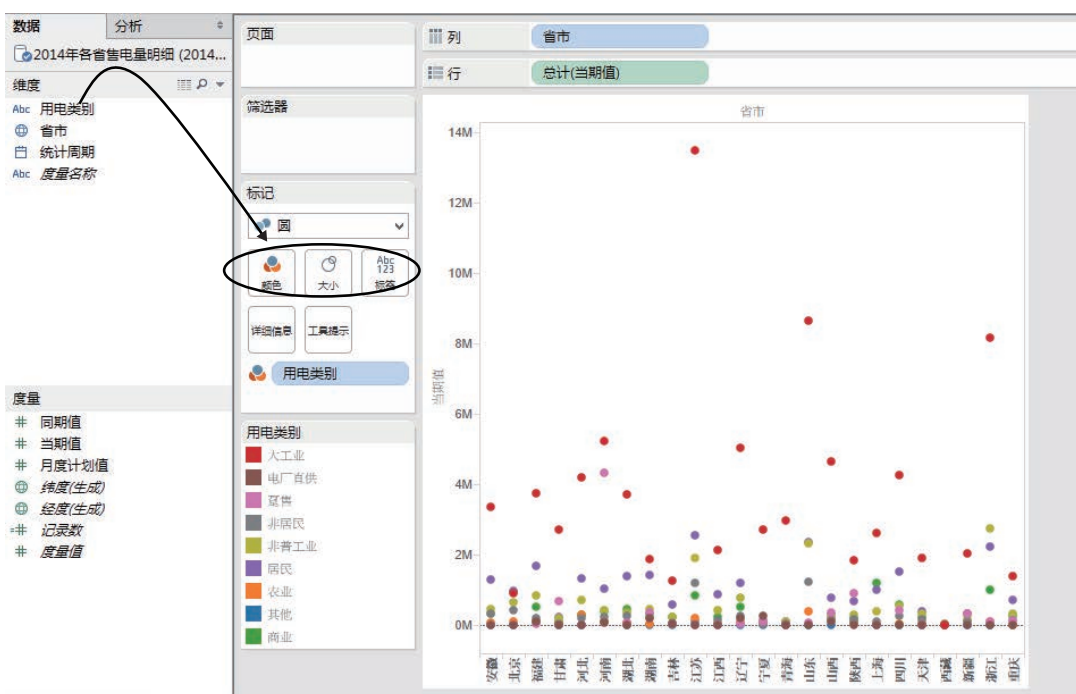 数据
分析
2014年各省售电量明细 (2014...
维度
Abc 用电类别
省市
统计周期
Abc 度量名称
度量
同期值
当期值
月度计划值
纬度(生成)
经度(生成)
记录数
度量值
页面
筛选器
标记
圆
颜色
大小
Abc
123
标签
详细信息
工具提示
用电类别
用电类别
大工业
电厂直供
趸售
非居民
非普工业
居民
农业
其他
商业
列
省市
行
总计(当期值)
省市
当期值
14M
12M
10M
8M
6M
4M
2M
0M
安徽
北京
福建
甘肃
河北
河南
湖北
湖南
吉林
江苏
江西
辽宁
宁夏
青海
山东
山西
陕西
上海
四川
天津
西藏
新疆
浙江
重庆